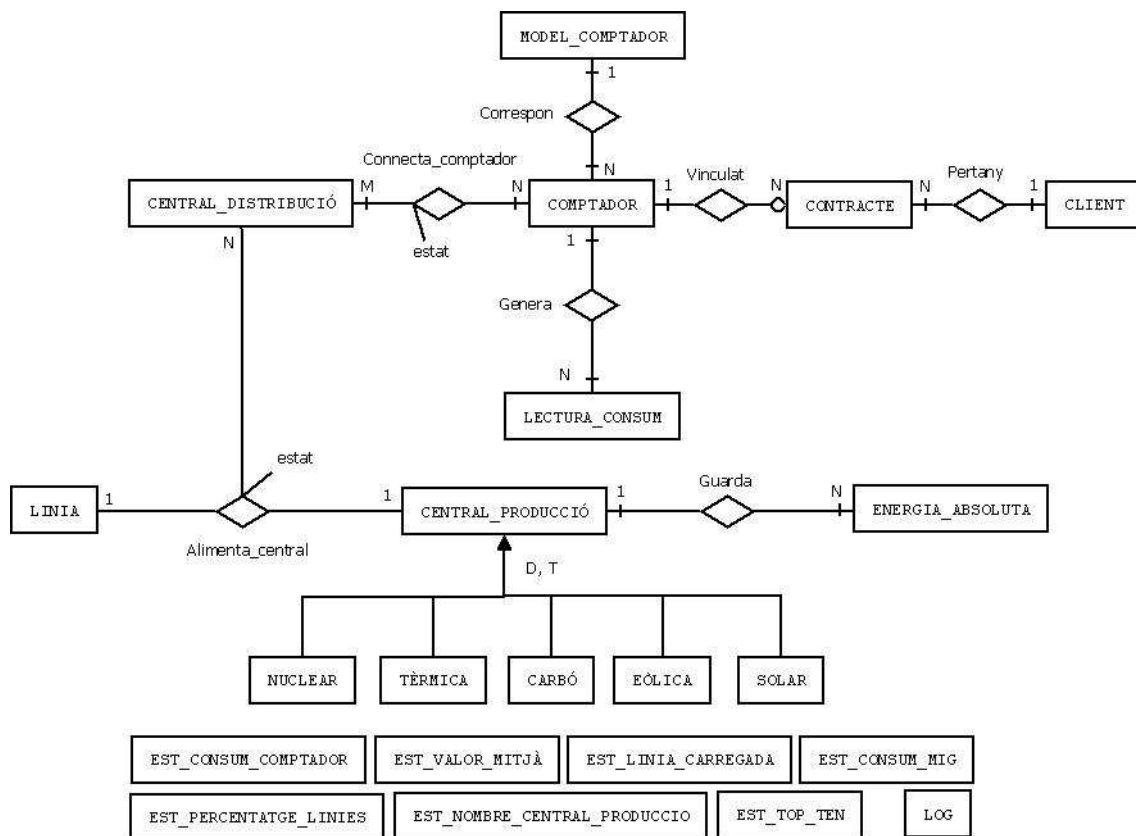 MODEL_COMPTADOR
1
Correspon
N
Connecta_comptador
M
N
1
Vinculat
N
N
Pertany
1
CENTRAL_DISTRIBUCIÓ
COMPTADOR
CONTRACTE
CLIENT
estat
N
1
Genera
N
LECTURA_CONSUM
estat
Guarda
LINIA
1
1
CENTRAL_PRODUCCIÓ
1
N
ENERGIA_ABSOLUTA
Alimenta_central
D, T
NUCLEAR
TÈRMICA
CARBÓ
EÒLICA
SOLAR
EST_CONSUM_COMPTADOR
EST_VALOR_MITJÀ
EST_LINIA_CARREGADA
EST_CONSUM_MIG
EST_PERCENTATGE_LINIES
EST_NOMBRE_CENTRAL_PRODUCCIO
EST_TOP_TEN
LOG